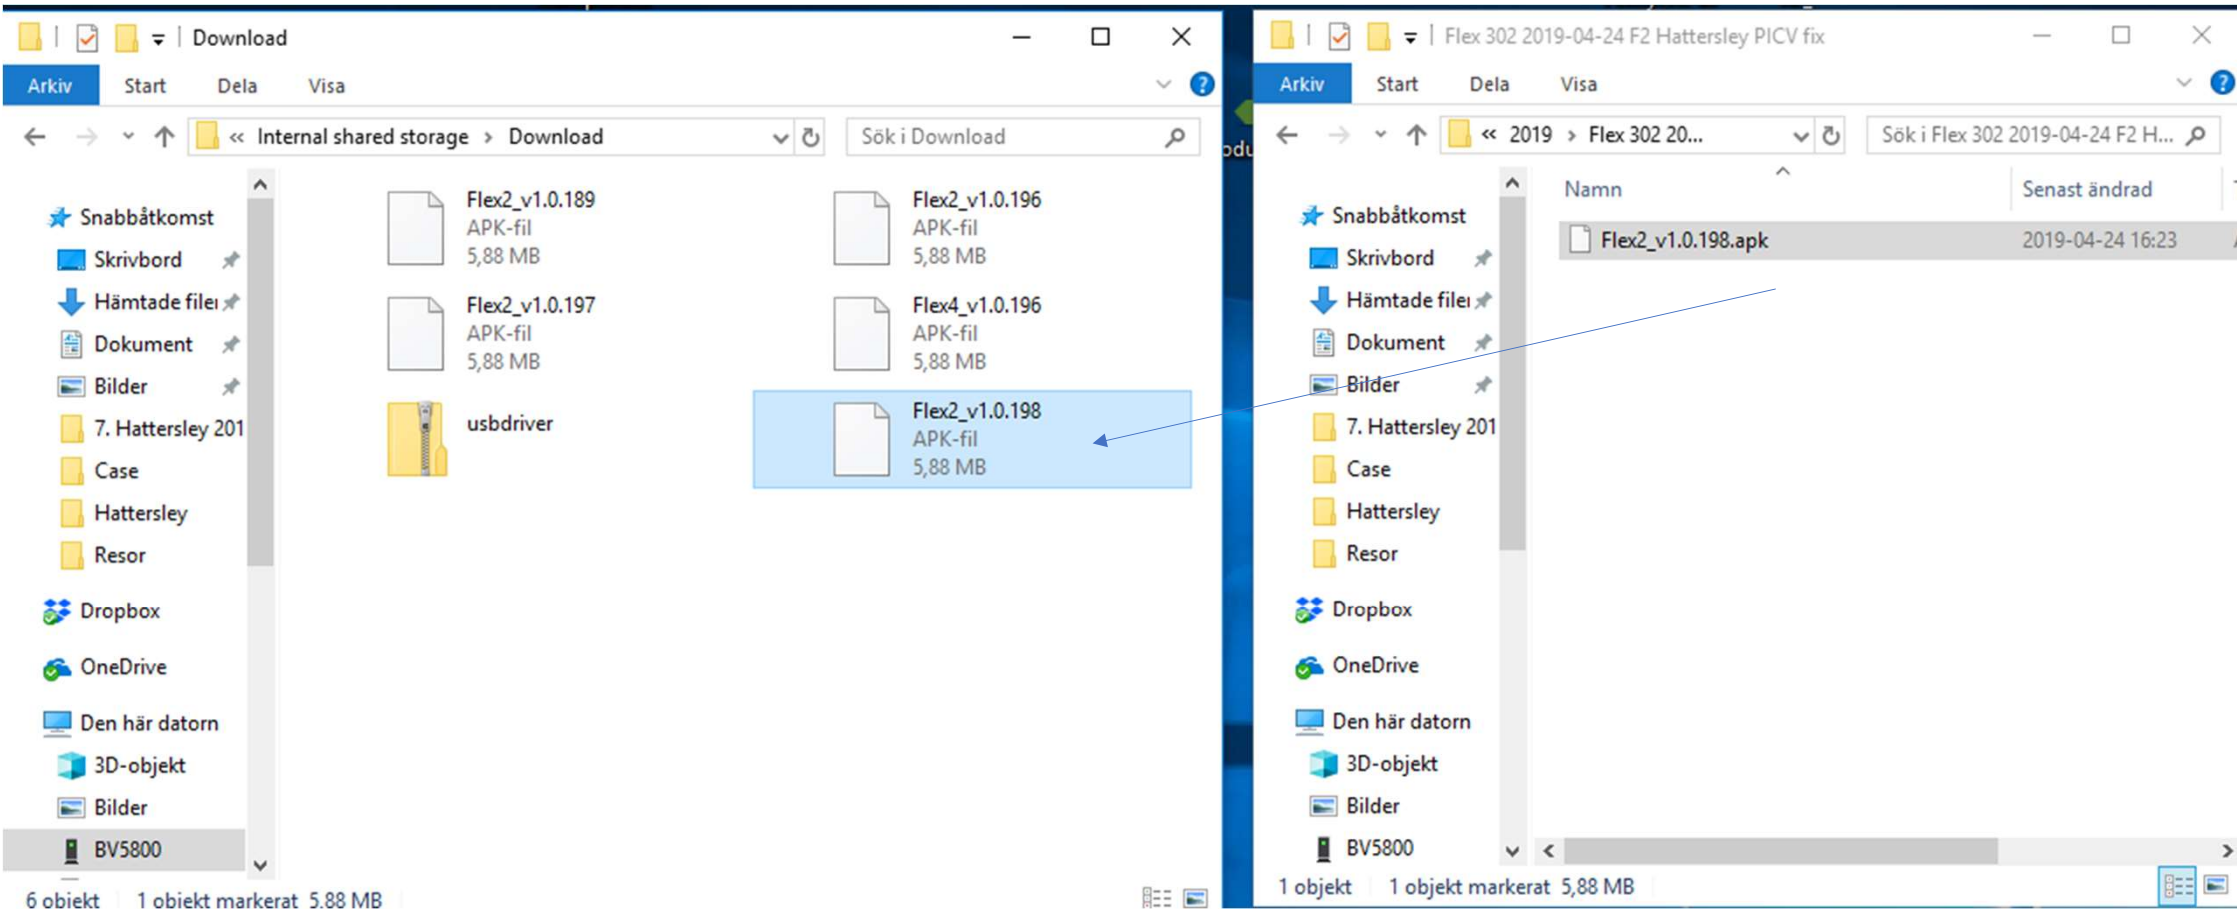 Download
Arkiv Start Dela Visa
« Internal shared storage > Download
Sök i Download
Snabbåtkomst
Skrivbord
Hämtade filer
Dokument
Bilder
7. Hattersley 201
Case
Hattersley
Resor
Dropbox
OneDrive
Den här datorn
3D-objekt
Bilder
BV5800
Flex2_v1.0.189
APK-fil
5,88 MB
Flex2_v1.0.196
APK-fil
5,88 MB
Flex2_v1.0.197
APK-fil
5,88 MB
Flex4_v1.0.196
APK-fil
5,88 MB
usbdriver
Flex2_v1.0.198
APK-fil
5,88 MB
6 objekt 1 objekt markerat 5,88 MB
odu
Flex 302 2019-04-24 F2 Hattersley PICV fix
Arkiv Start Dela Visa
« 2019 > Flex 302 20...
Sök i Flex 302 2019-04-24 F2 H...
Snabbåtkomst
Skrivbord
Hämtade filer
Dokument
Bilder
7. Hattersley 201
Case
Hattersley
Resor
Dropbox
OneDrive
Den här datorn
3D-objekt
Bilder
BV5800
Namn Senast ändrad
Flex2_v1.0.198.apk 2019-04-24 16:23
1 objekt 1 objekt markerat 5,88 MB